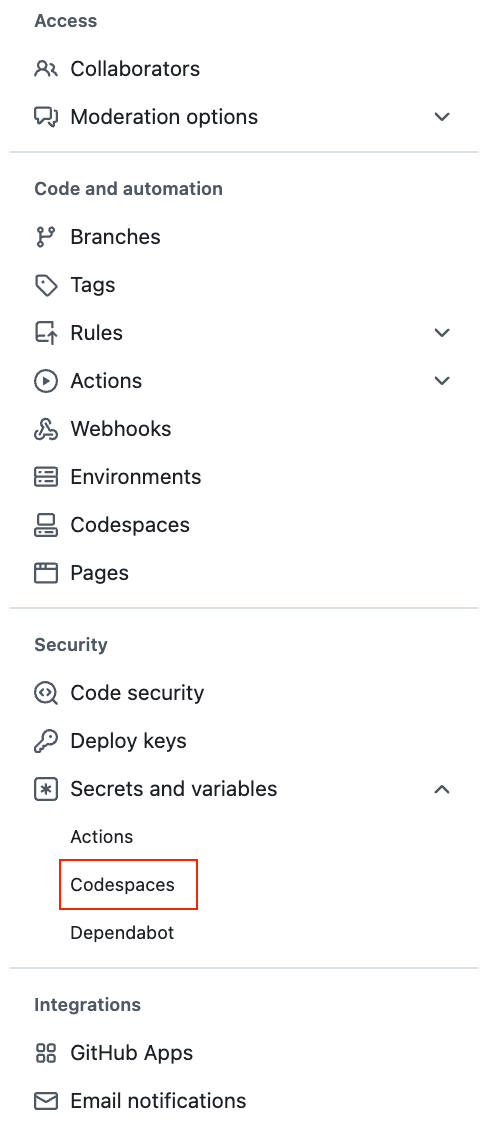 Access
Collaborators
Moderation options
Code and automation
Branches
Tags
Rules
Actions
Webhooks
Environments
Codespaces
Pages
Security
Code security
Deploy keys
Secrets and variables
Actions
Codespaces
Dependabot
Integrations
GitHub Apps
Email notifications